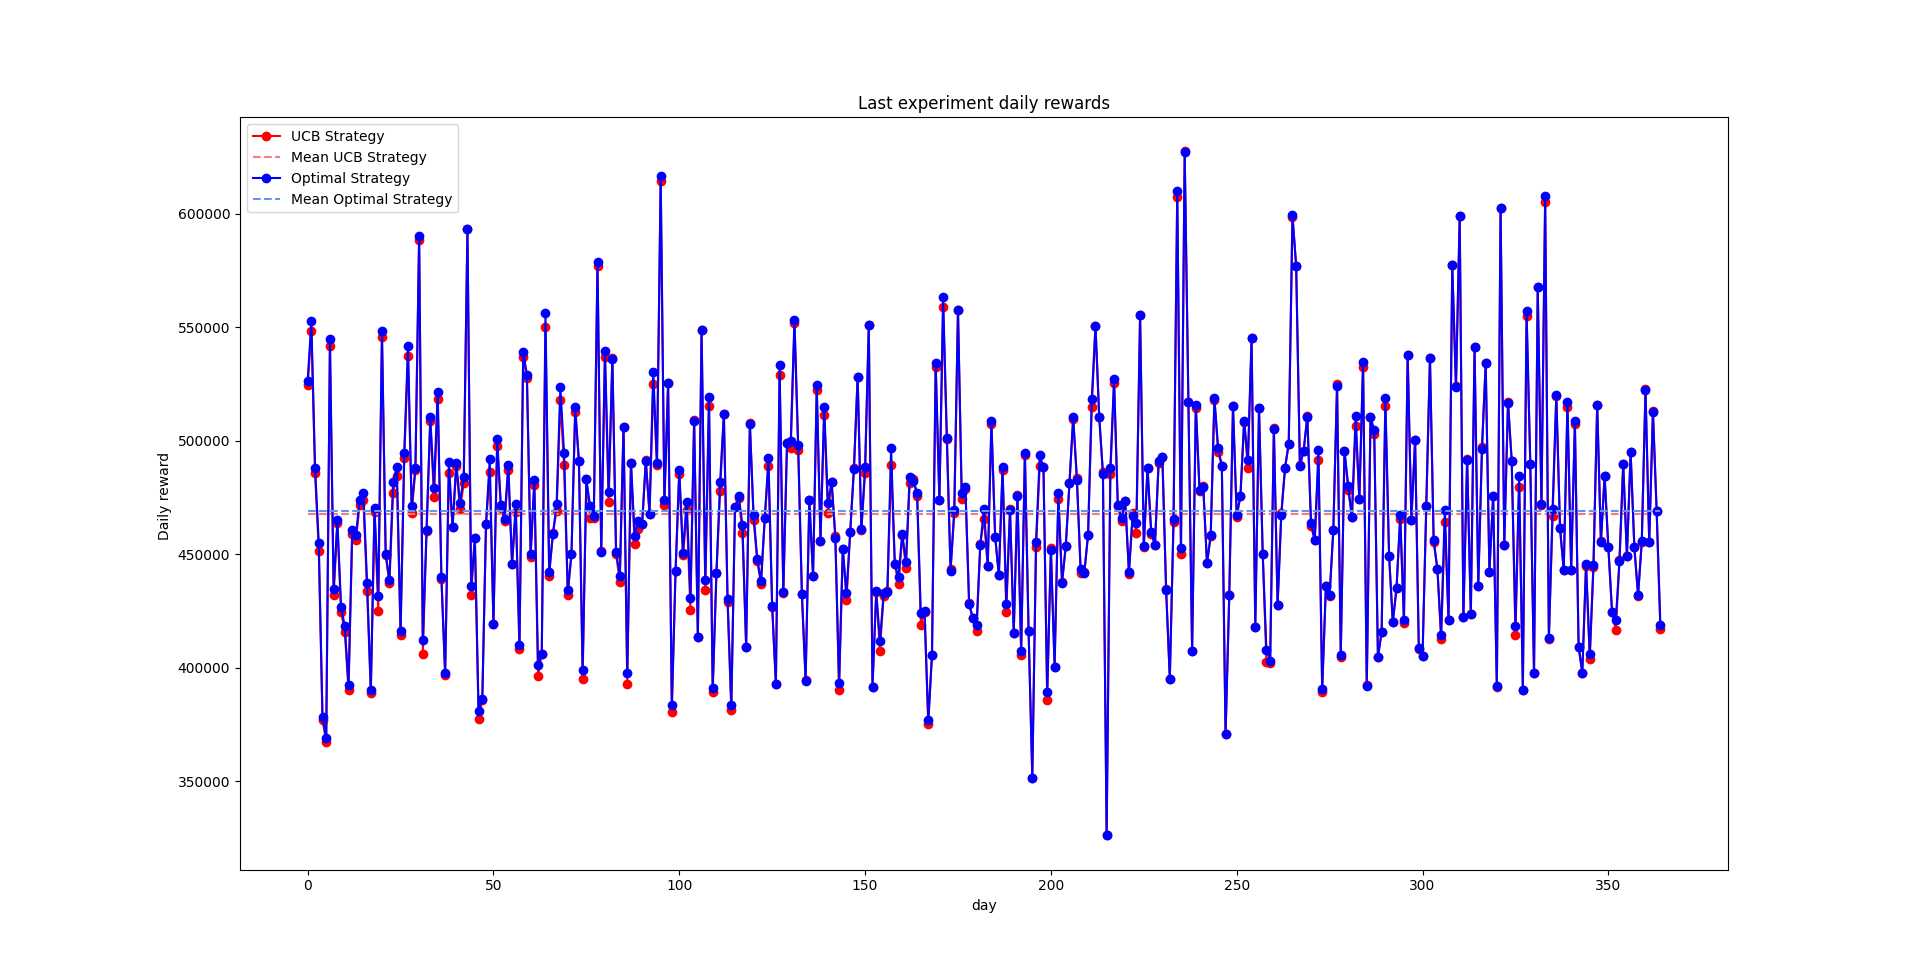 Last experiment daily rewards
UCB Strategy
Mean UCB Strategy
Optimal Strategy
Mean Optimal Strategy
Daily reward
600000
550000
500000
450000
400000
350000
0 50 100 150 200 250 300 350
day